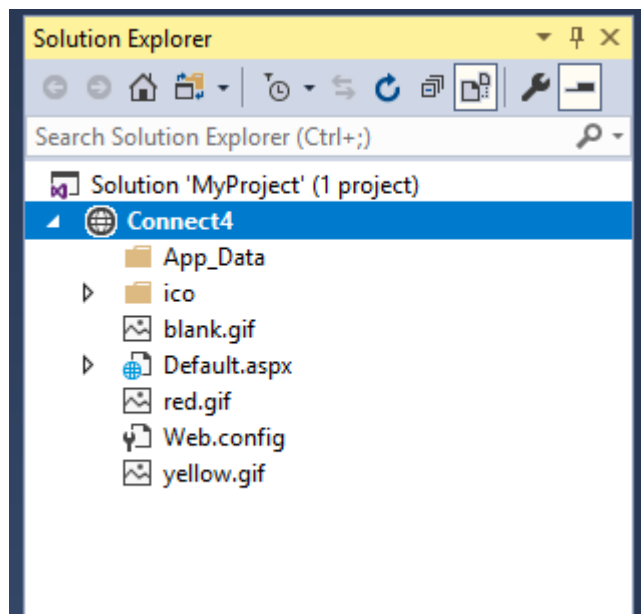 Solution Explorer
Search Solution Explorer (Ctrl+;)
Solution 'MyProject' (1 project)
Connect4
App_Data
ico
blank.gif
Default.aspx
red.gif
Web.config
yellow.gif